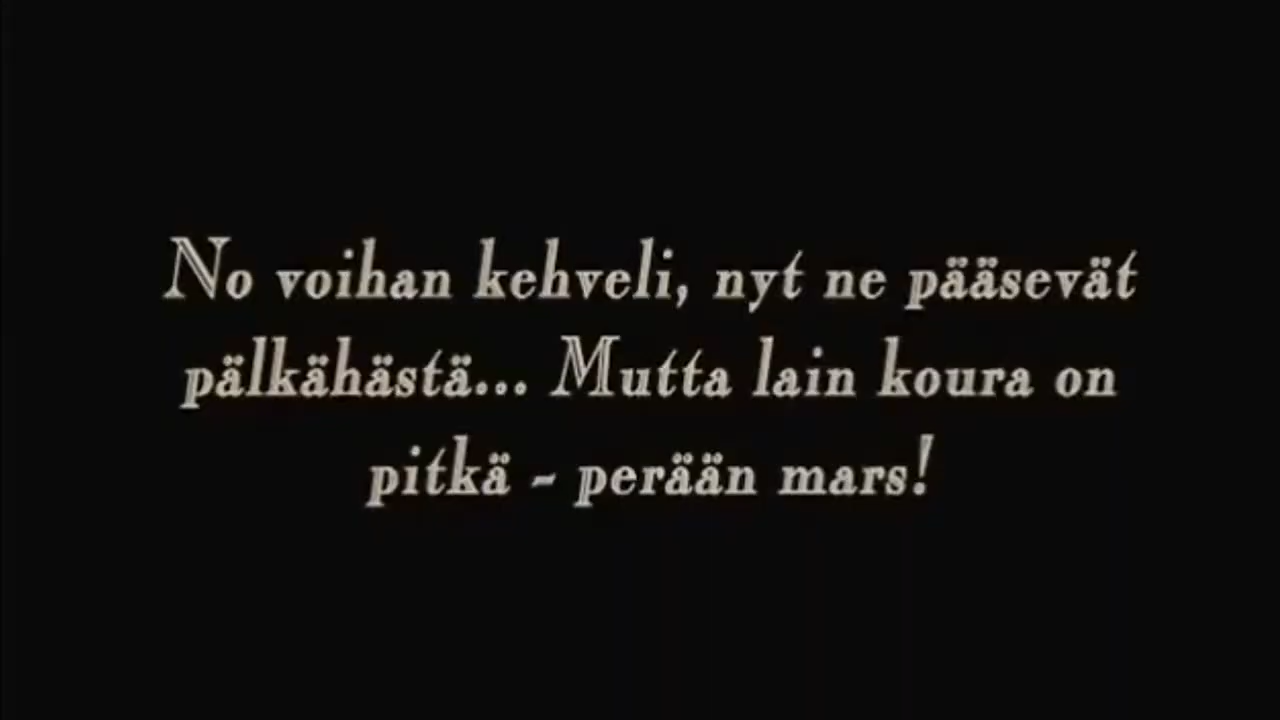 No voihan kehveli, nyt ne pääsevät
pälkähästä... Mutta lain koura on
pitkä - perään mars!